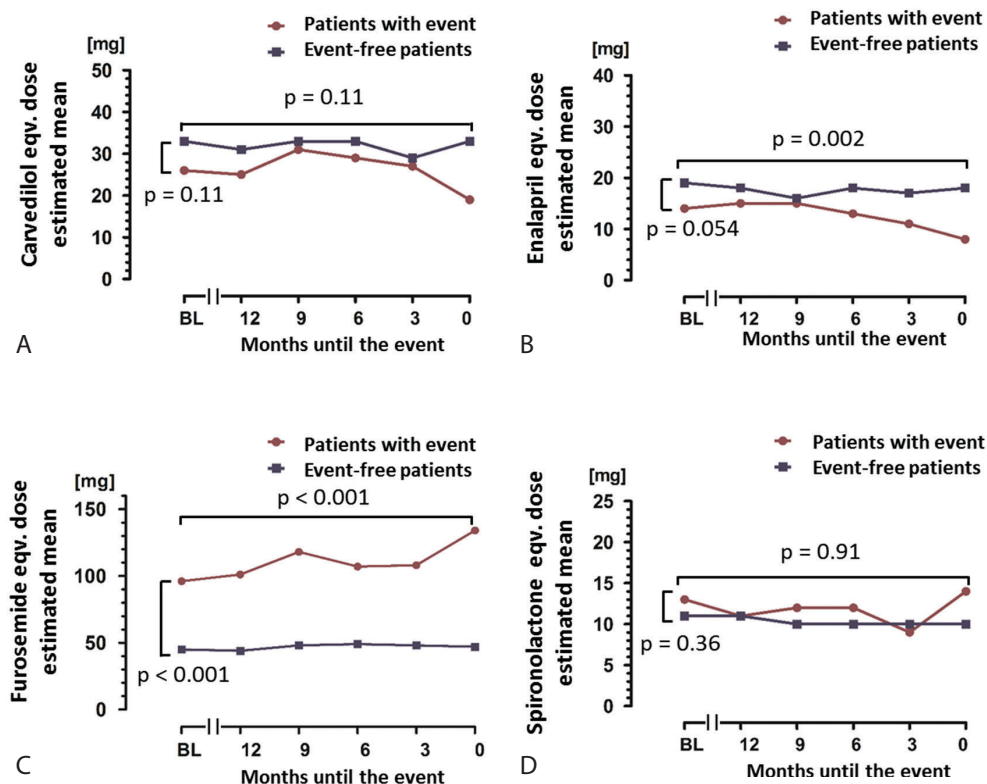 Patients with event
Event-free patients
[mg]
Carvedilol eqv. dose
estimated mean
50
40
30
20
10
0
p = 0.11
p = 0.11
BL
12
9
6
3
0
Months until the event
A
Patients with event
Event-free patients
[mg]
Enalapril eqv. dose
estimated mean
40
30
20
10
0
p = 0.002
p = 0.054
BL
12
9
6
3
0
Months until the event
B
Patients with event
Event-free patients
[mg]
Furosemide eqv. dose
estimated mean
150
100
50
0
p < 0.001
p < 0.001
BL
12
9
6
3
0
Months until the event
C
Patients with event
Event-free patients
[mg]
Spironolactone eqv. dose
estimated mean
25
20
15
10
5
0
p = 0.91
p = 0.36
BL
12
9
6
3
0
Months until the event
D